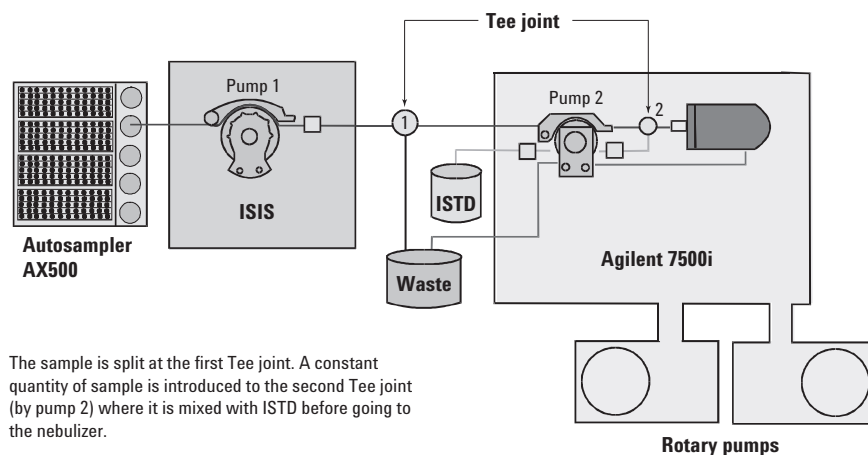 Tee joint
Pump 1
Pump 2
1
2
ISTD
ISIS
Autosampler
AX500
Waste
Agilent 7500i
The sample is split at the first Tee joint. A constant
quantity of sample is introduced to the second Tee joint
(by pump 2) where it is mixed with ISTD before going to
the nebulizer.
Rotary pumps